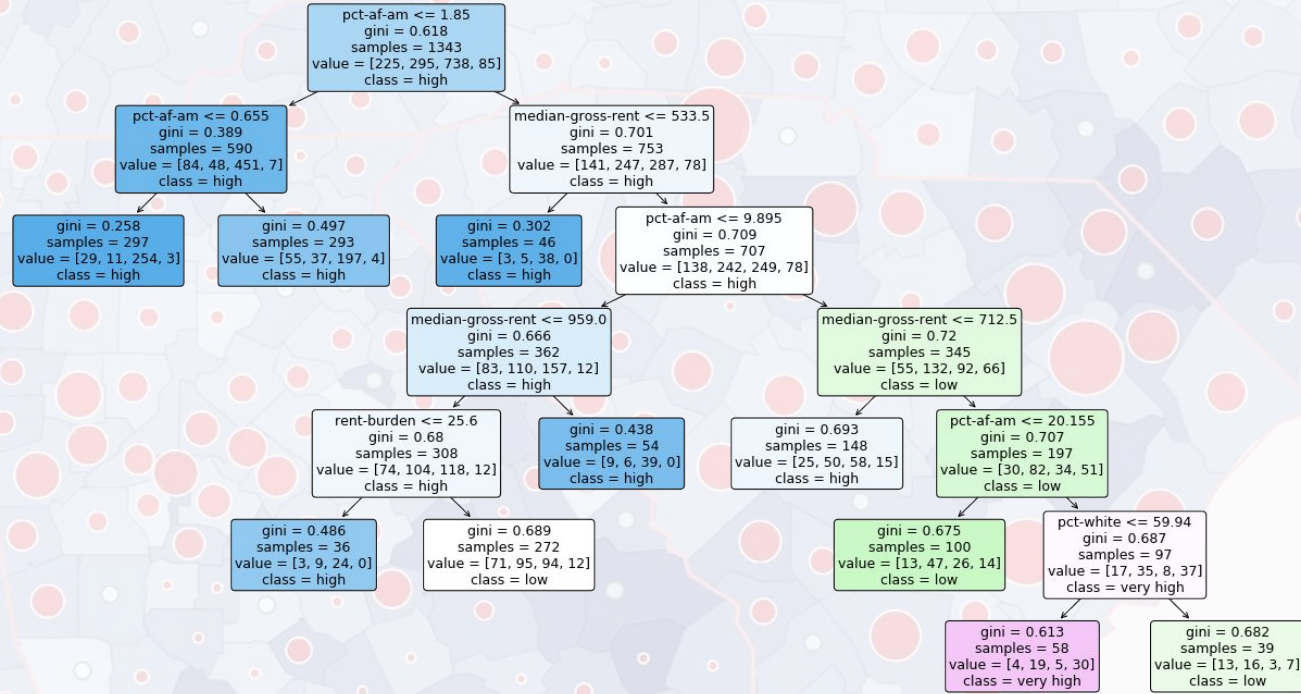 pct-af-am <= 1.85
gini = 0.618
samples = 1343
value = [225, 295, 738, 85]
class = high
pct-af-am <= 0.655
gini = 0.389
samples = 590
value = [84, 48, 451, 7]
class = high
median-gross-rent <= 533.5
gini = 0.701
samples = 753
value = [141, 247, 287, 78]
class = high
gini = 0.258
samples = 297
value = [29, 11, 254, 3]
class = high
gini = 0.497
samples = 293
value = [55, 37, 197, 4]
class = high
gini = 0.302
samples = 46
value = [3, 5, 38, 0]
class = high
pct-af-am <= 9.895
gini = 0.709
samples = 707
value = [138, 242, 249, 78]
class = high
median-gross-rent <= 959.0
gini = 0.666
samples = 362
value = [83, 110, 157, 12]
class = high
median-gross-rent <= 712.5
gini = 0.72
samples = 345
value = [55, 132, 92, 66]
class = low
rent-burden <= 25.6
gini = 0.68
samples = 308
value = [74, 104, 118, 12]
class = high
gini = 0.438
samples = 54
value = [9, 6, 39, 0]
class = high
gini = 0.693
samples = 148
value = [25, 50, 58, 15]
class = high
pct-af-am <= 20.155
gini = 0.707
samples = 197
value = [30, 82, 34, 51]
class = low
gini = 0.486
samples = 36
value = [3, 9, 24, 0]
class = high
gini = 0.689
samples = 272
value = [71, 95, 94, 12]
class = low
gini = 0.675
samples = 100
value = [13, 47, 26, 14]
class = low
pct-white <= 59.94
gini = 0.687
samples = 97
value = [17, 35, 8, 37]
class = very high
gini = 0.613
samples = 58
value = [4, 19, 5, 30]
class = very high
gini = 0.682
samples = 39
value = [13, 16, 3, 7]
class = low